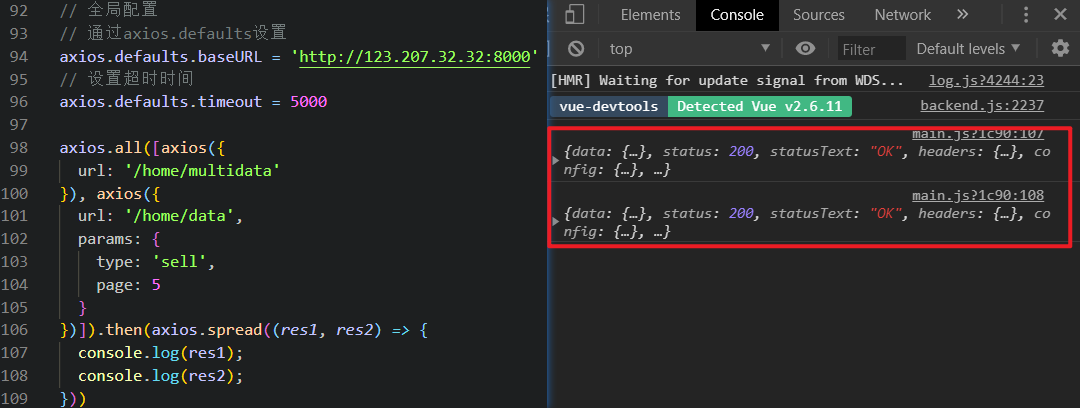 92 // 全局配置
93 // 通过axios.defaults设置
94 axios.defaults.baseURL = 'http://123.207.32.32:8000'
95 // 设置超时时间
96 axios.defaults.timeout = 5000
97
98 axios.all([axios({
99 url: '/home/multidata'
100 }), axios({
101 url: '/home/data',
102 params: {
103 type: 'sell',
104 page: 5
105 }
106 })]).then(axios.spread((res1, res2) => {
107 console.log(res1);
108 console.log(res2);
109 }))
Elements Console Sources Network »
top Filter Default levels
[HMR] Waiting for update signal from WDS... log.js?4244:23
vue-devtools Detected Vue v2.6.11 backend.js:2237
main.js?1c90:107
{data: {…}, status: 200, statusText: "OK", headers: {…}, co
nfig: {…}, …}
main.js?1c90:108
{data: {…}, status: 200, statusText: "OK", headers: {…}, co
nfig: {…}, …}